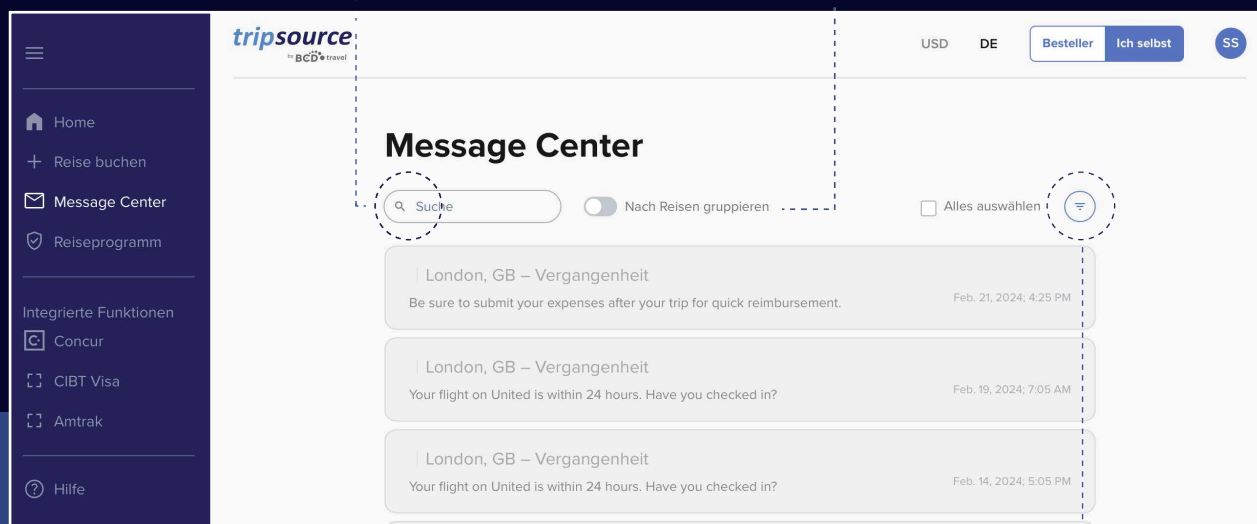 tripsource
by BCD travel
USD DE Besteller Ich selbst SS
Home
Reise buchen
Message Center
Reiseprogramm
Integrierte Funktionen
Concur
CIBT Visa
Amtrak
Hilfe
Message Center
Suche Nach Reisen gruppieren Alles auswählen
London, GB – Vergangenheit
Be sure to submit your expenses after your trip for quick reimbursement. Feb. 21, 2024; 4:25 PM
London, GB – Vergangenheit
Your flight on United is within 24 hours. Have you checked in? Feb. 19, 2024; 7:05 AM
London, GB – Vergangenheit
Your flight on United is within 24 hours. Have you checked in? Feb. 14, 2024; 5:05 PM